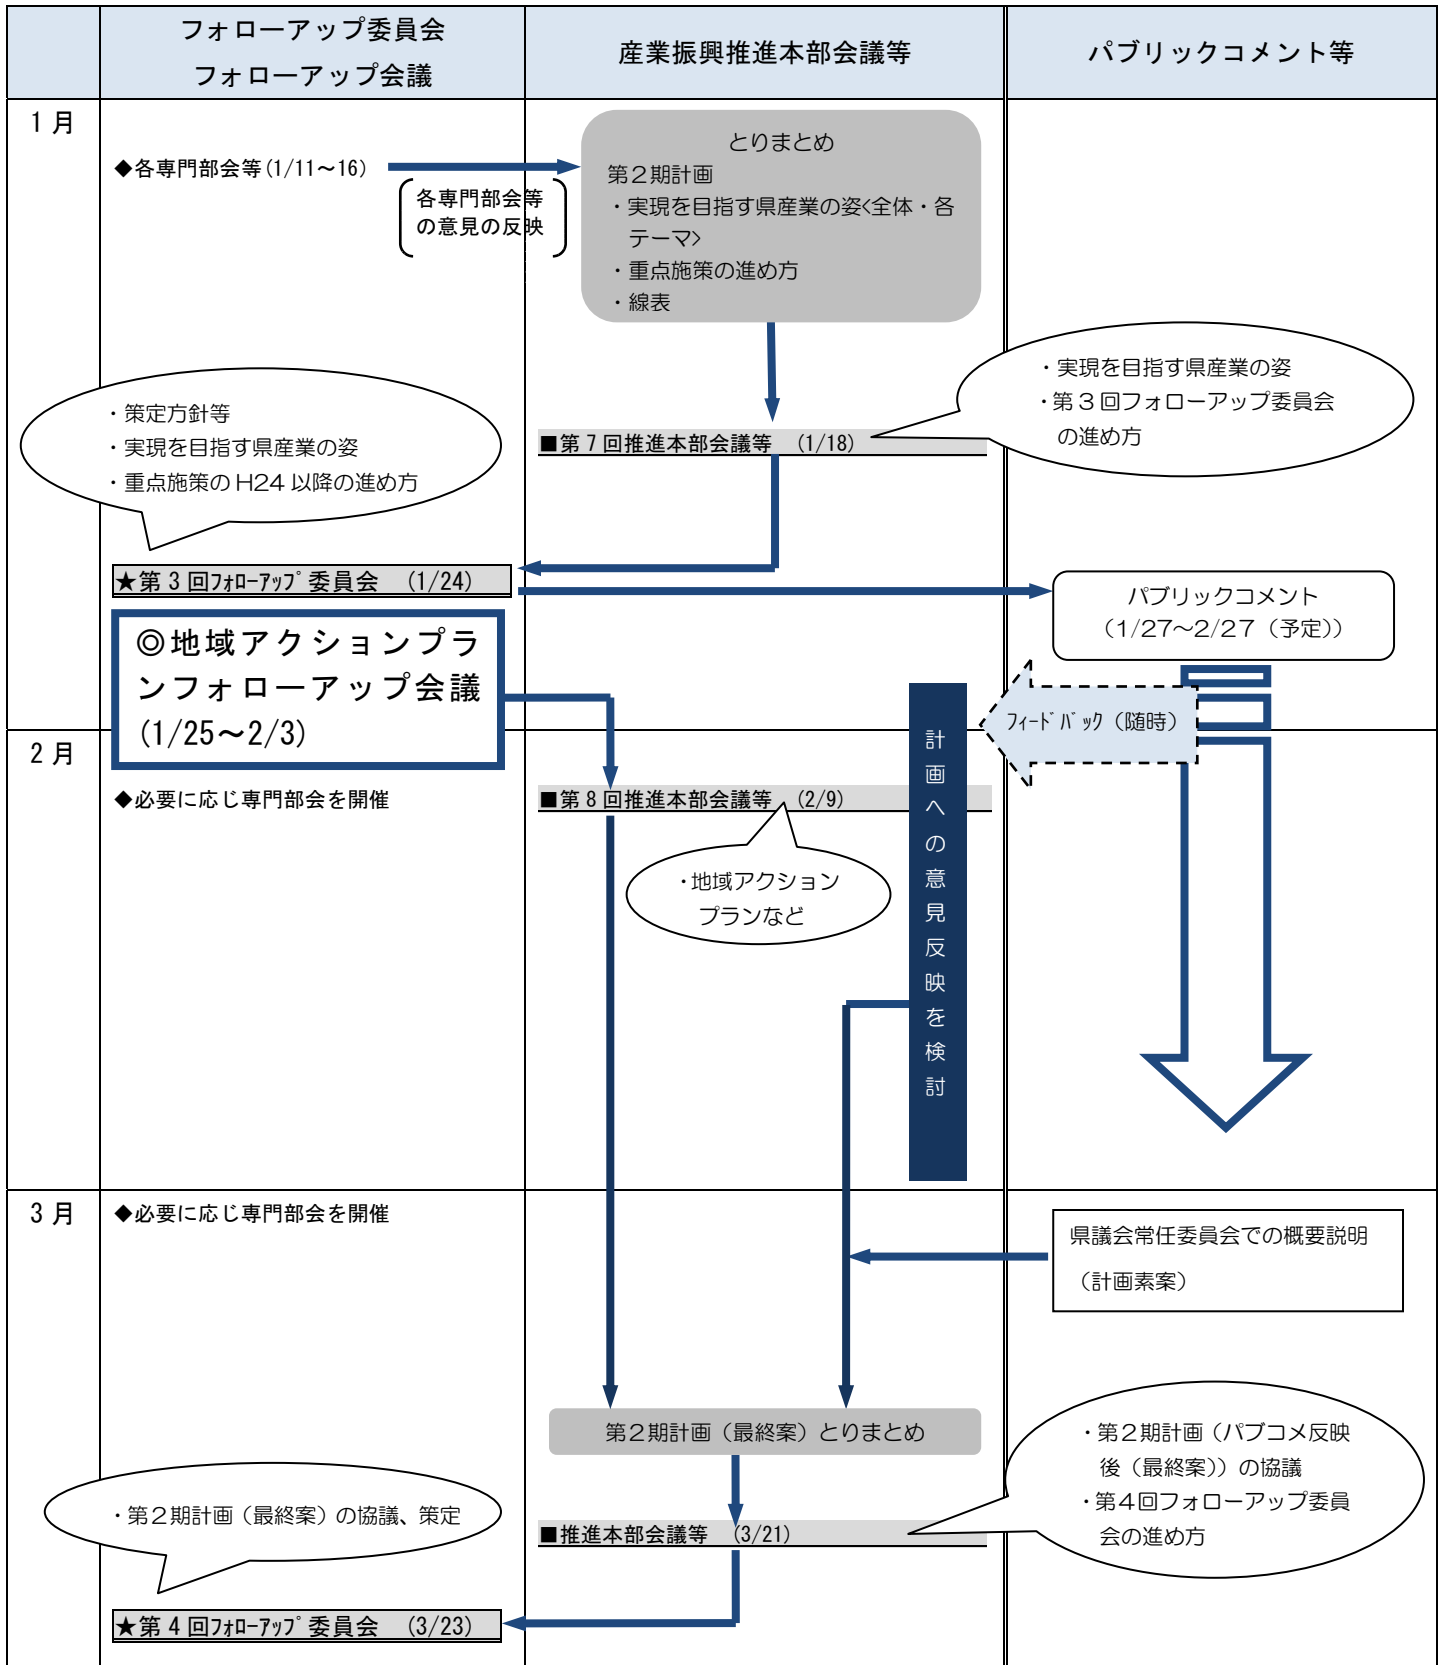 フォローアップ委員会
フォローアップ会議
産業振興推進本部会議等
パブリックコメント等
1月
◆各専門部会等(1/11～16)
各専門部会等
の意見の反映
とりまとめ
第２期計画
・実現を目指す県産業の姿<全体・各
テーマ>
・重点施策の進め方
・線表
・実現を目指す県産業の姿
・第３回フォローアップ委員会
の進め方
■第７回推進本部会議等　(1/18)
・策定方針等
・実現を目指す県産業の姿
・重点施策のH24以降の進め方
★第３回ﾌｫﾛｰｱｯﾌﾟ委員会　(1/24)
パブリックコメント
（1/27～2/27（予定））
◎地域アクションプラ
ンフォローアップ会議
(1/25～2/3)
フィードバック（随時）
計画への意見反映を検討
2月
◆必要に応じ専門部会を開催
■第８回推進本部会議等　(2/9)
・地域アクション
プランなど
3月
◆必要に応じ専門部会を開催
県議会常任委員会での概要説明
（計画素案）
第２期計画（最終案）とりまとめ
・第２期計画（パブコメ反映
後（最終案））の協議
・第４回フォローアップ委員
会の進め方
・第２期計画（最終案）の協議、策定
■推進本部会議等　(3/21)
★第４回ﾌｫﾛｰｱｯﾌﾟ委員会　(3/23)